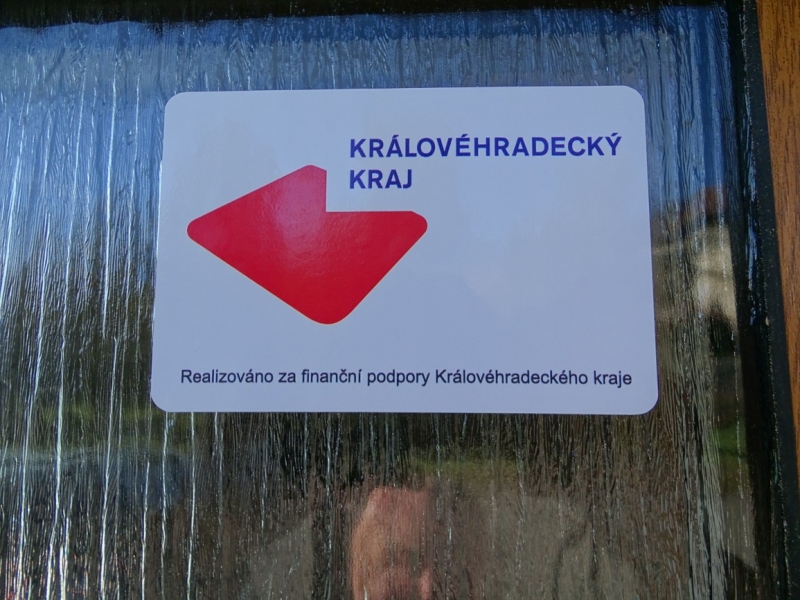 KRÁLOVÉHRADECKÝ
KRAJ
Realizováno za finanční podpory Královéhradeckého kraje